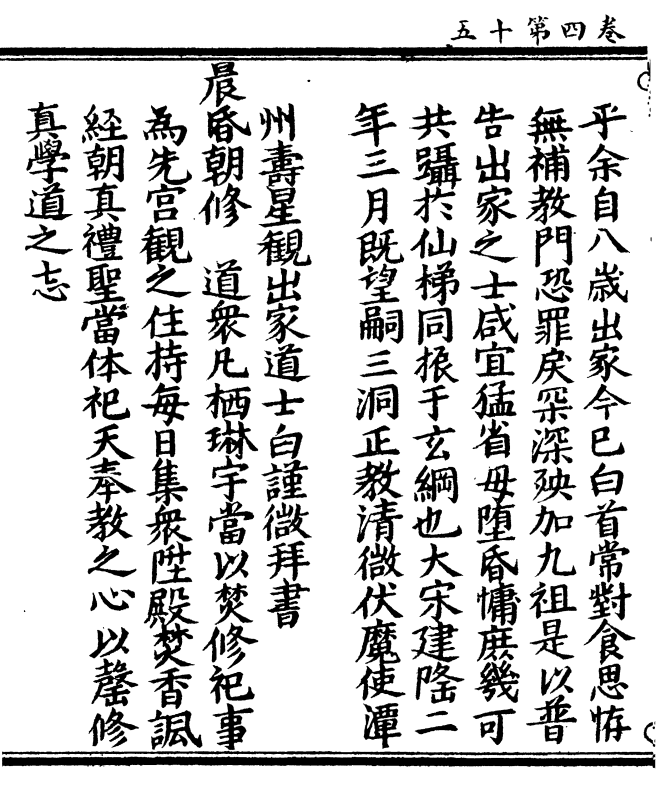 卷四第十五
乎余自八歲出家今已白首常對食思恠
無補教門恐罪戾罙深殃加九祖是以普
告出家之士咸宜猛省毋墮昏慵庶幾可
共躡於仙梯同振于玄綱也大宋建隆二
年三月既望嗣三洞正教清微伏魔使潭
州壽星觀出家道士白謹微拜書
晨昏朝修　道衆凡栖琳宇當以焚修祀事
為先宫觀之住持每日集衆陞殿焚香諷
経朝真禮聖當体祀天奉教之心以罄修
真學道之志